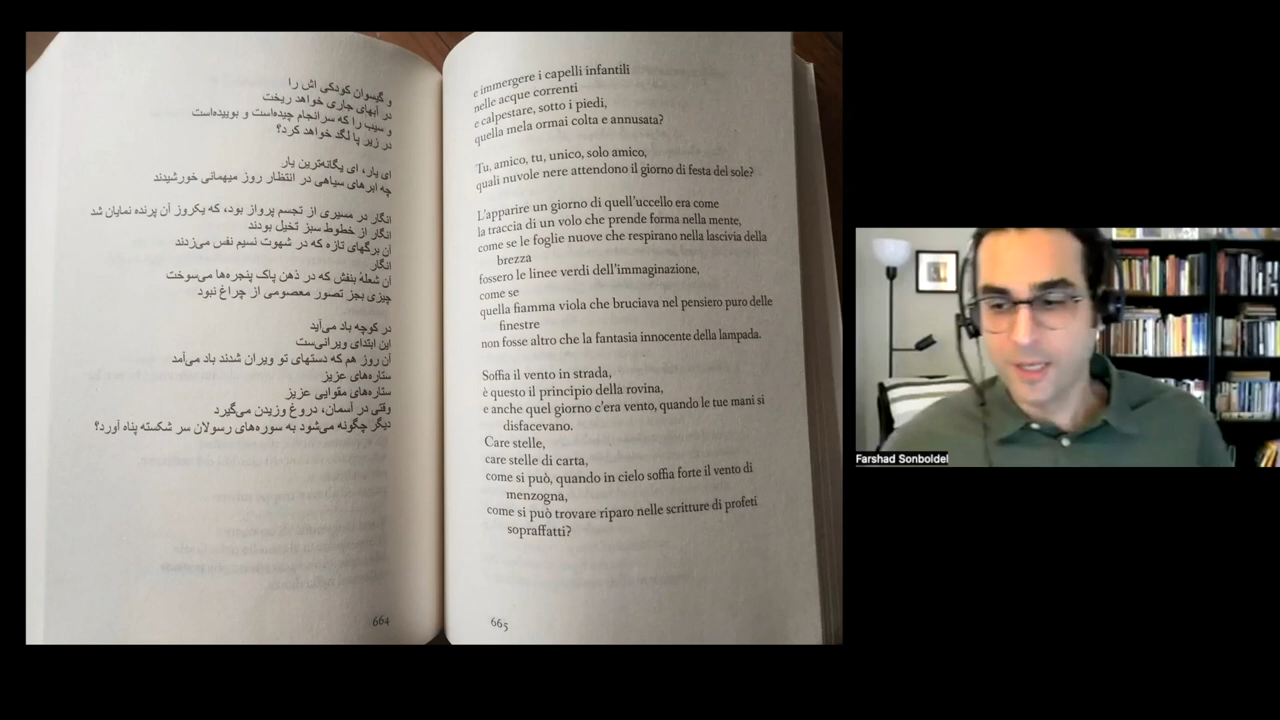 و گیسوان کودکی اش را
در آبهای جاری خواهد ریخت
و سیب را که سرانجام چیده‌است و بوییده‌است
در زیر پا لگد خواهد کرد؟
ای یار، ای یگانه‌ترین یار
چه ابرهای سیاهی در انتظار روز میهمانی خورشیدند
انگار در مسیری از تجسم پرواز بود، که یکروز آن پرنده نمایان شد
انگار از خطوط سبز تخیل بودند
آن برگهای تازه که در شهوت نسیم نفس می‌زدند
انگار
آن شعلهٔ بنفش که در ذهن پاک پنجره‌ها می‌سوخت
چیزی بجز تصور معصومی از چراغ نبود
در کوچه باد می‌آید
این ابتدای ویرانی‌ست
آن روز هم که دستهای تو ویران شدند باد می‌آمد
ستاره‌های عزیز
ستاره‌های مقوایی عزیز
وقتی در آسمان، دروغ وزیدن می‌گیرد
دیگر چگونه می‌شود به سوره‌های رسولان سر شکسته پناه آورد؟
664
e immergere i capelli infantili
nelle acque correnti
e calpestare, sotto i piedi,
quella mela ormai colta e annusata?
Tu, amico, tu, unico, solo amico,
quali nuvole nere attendono il giorno di festa del sole?
L'apparire un giorno di quell'uccello era come
la traccia di un volo che prende forma nella mente,
come se le foglie nuove che respirano nella lascivia della
brezza
fossero le linee verdi dell'immaginazione,
come se
quella fiamma viola che bruciava nel pensiero puro delle
finestre
non fosse altro che la fantasia innocente della lampada.
Soffia il vento in strada,
è questo il principio della rovina,
e anche quel giorno c'era vento, quando le tue mani si
disfacevano.
Care stelle,
care stelle di carta,
come si può, quando in cielo soffia forte il vento di
menzogna,
come si può trovare riparo nelle scritture di profeti
sopraffatti?
665
Farshad Sonboldel